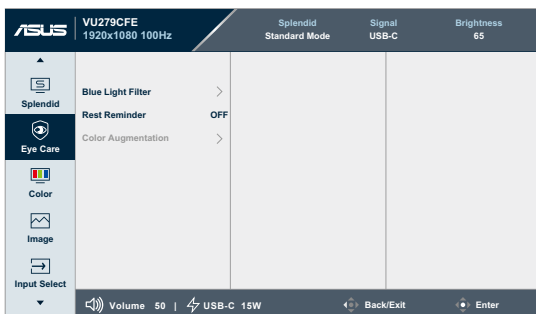 ASUS
VU279CFE
1920x1080 100Hz
Splendid
Standard Mode
Signal
USB-C
Brightness
65
Splendid
Eye Care
Color
Image
Input Select
Blue Light Filter
Rest Reminder OFF
Color Augmentation
Volume 50 | USB-C 15W
Back/Exit
Enter